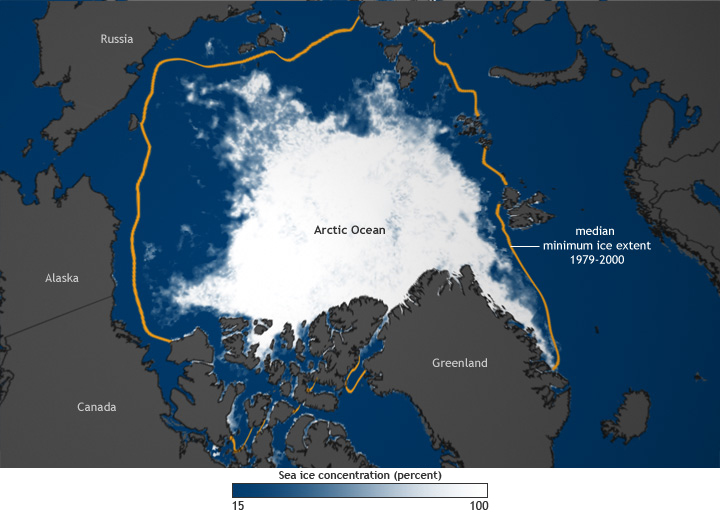 Russia
Arctic Ocean
median
minimum ice extent
1979-2000
Alaska
Greenland
Canada
Sea ice concentration (percent)
15 100